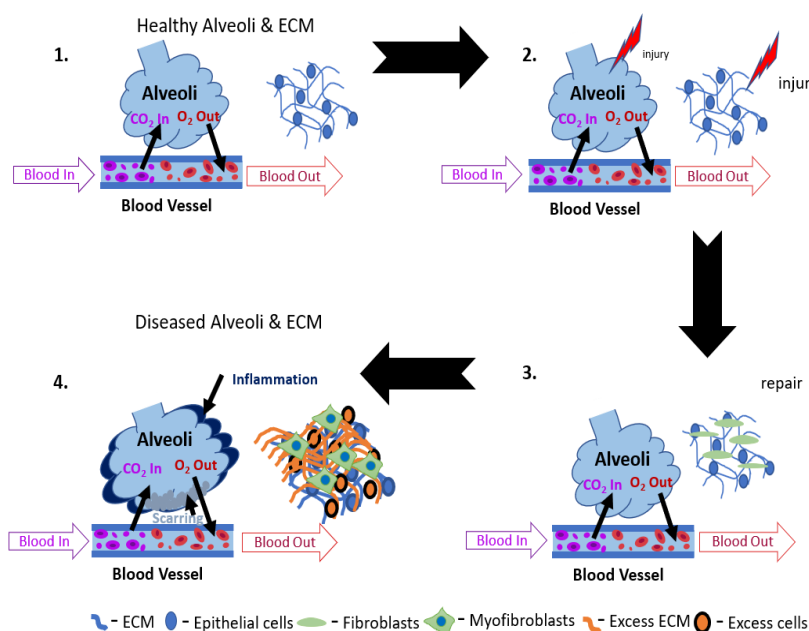 Healthy Alveoli & ECM
1.
Alveoli
CO2 In O2 Out
Blood In
Blood Out
Blood Vessel
2.
injury
injur
Alveoli
CO2 In O2 Out
Blood In
Blood Out
Blood Vessel
3.
repair
Alveoli
CO2 In O2 Out
Blood In
Blood Out
Blood Vessel
Diseased Alveoli & ECM
4.
Inflammation
Alveoli
CO2 In O2 Out
Scarring
Blood In
Blood Out
Blood Vessel
- ECM - Epithelial cells - Fibroblasts - Myofibroblasts - Excess ECM - Excess cells